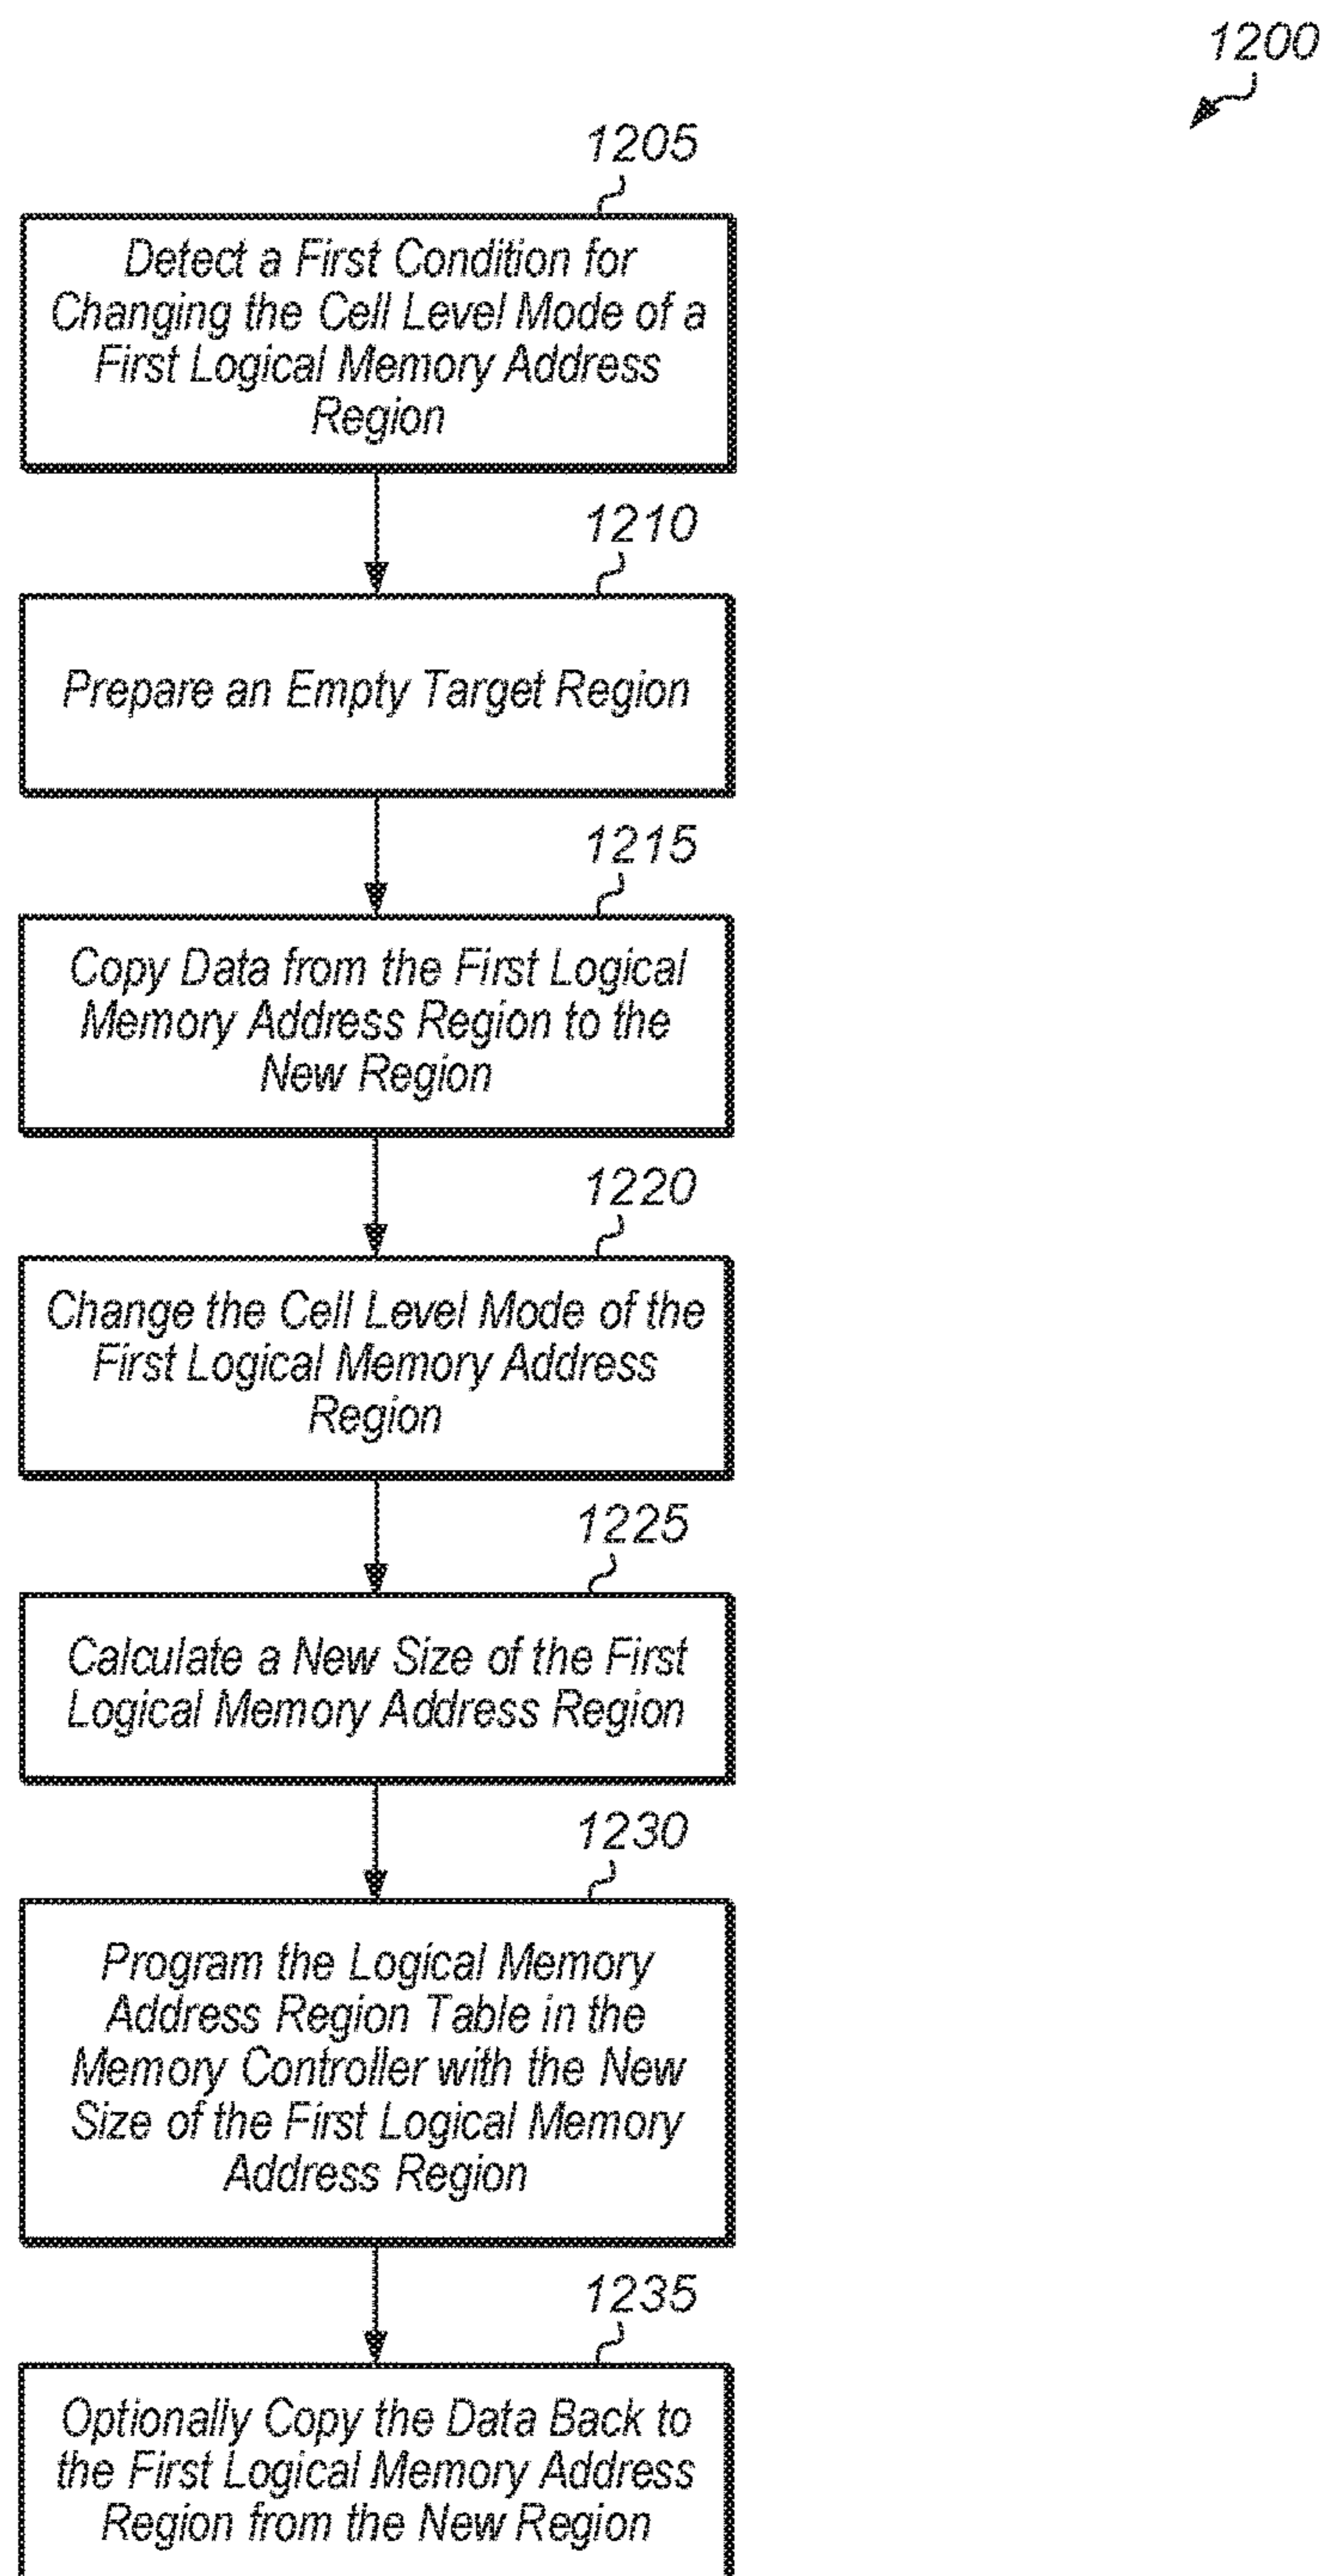 1200
1205
Detect a First Condition for
Changing the Cell Level Mode of a
First Logical Memory Address
Region
1210
Prepare an Empty Target Region
1215
Copy Data from the First Logical
Memory Address Region to the
New Region
1220
Change the Cell Level Mode of the
First Logical Memory Address
Region
1225
Calculate a New Size of the First
Logical Memory Address Region
1230
Program the Logical Memory
Address Region Table in the
Memory Controller with the New
Size of the First Logical Memory
Address Region
1235
Optionally Copy the Data Back to
the First Logical Memory Address
Region from the New Region